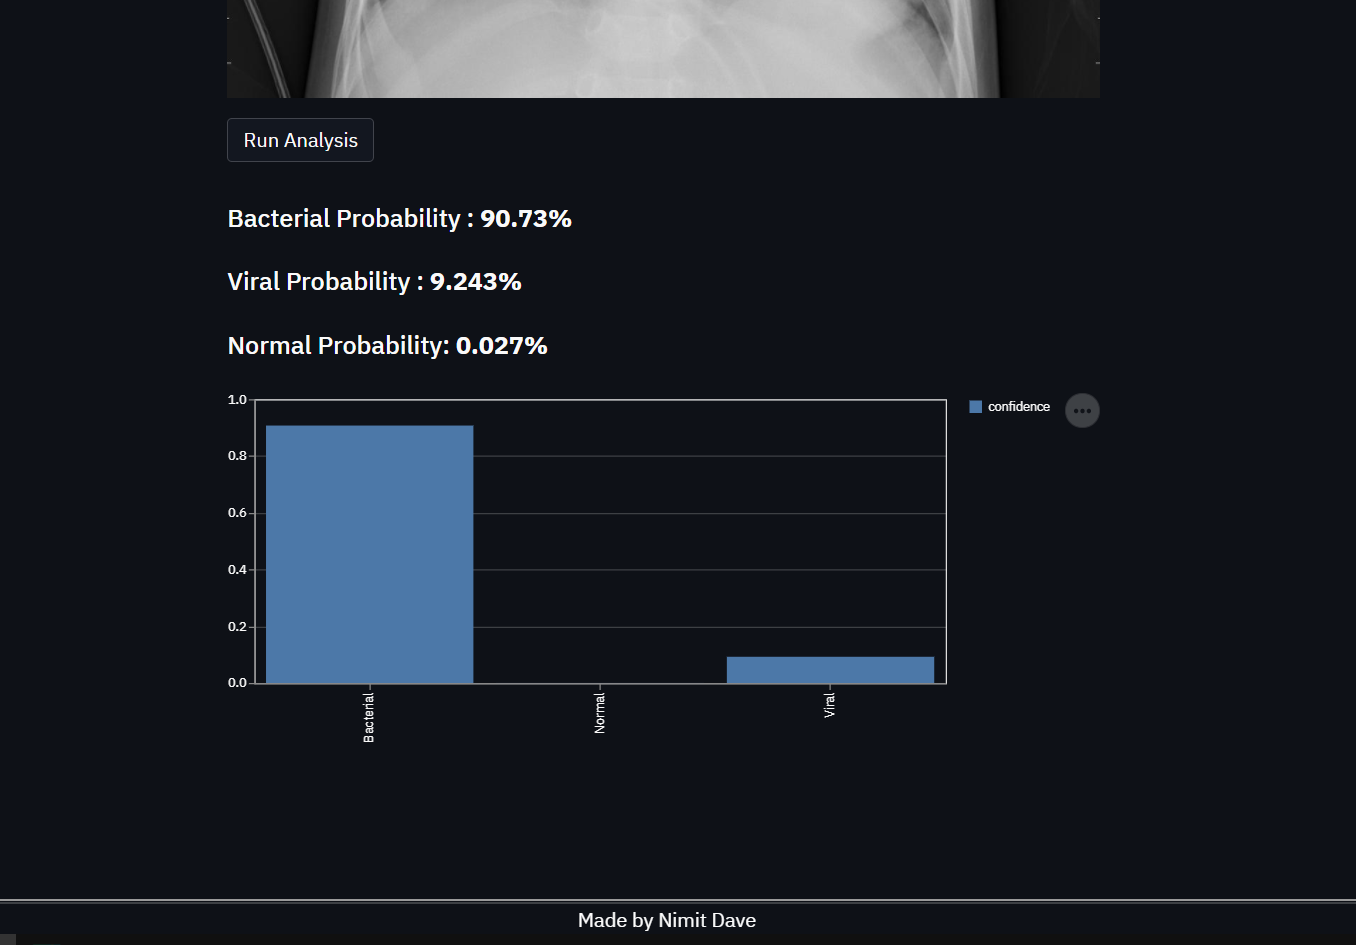 Run Analysis
Bacterial Probability : 90.73%
Viral Probability : 9.243%
Normal Probability: 0.027%
1.0
confidence
0.8
0.6
0.4
0.2
0.0
Bacterial
Normal
Viral
Made by Nimit Dave